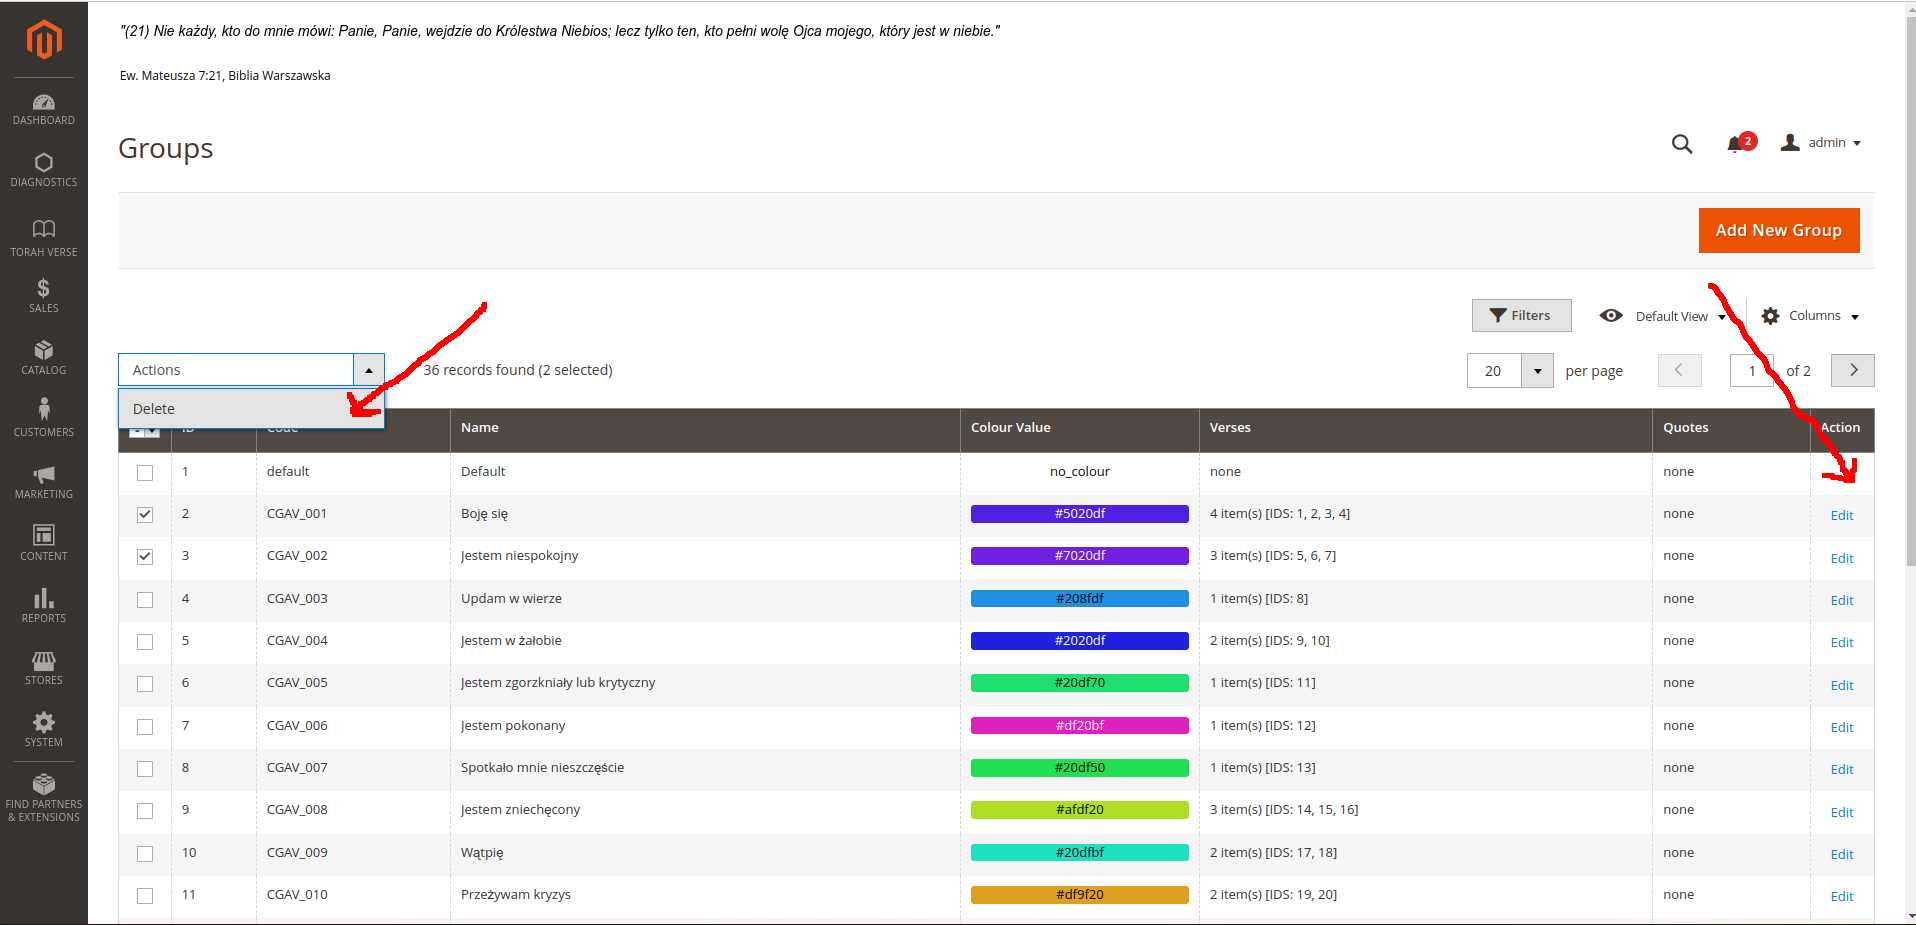 "(21) Nie każdy, kto do mnie mówi: Panie, Panie, wejdzie do Królestwa Niebios; lecz tylko ten, kto pełni wolę Ojca mojego, który jest w niebie."
Ew. Mateusza 7:21, Biblia Warszawska
DASHBOARD
DIAGNOSTICS
TORAH VERSE
SALES
CATALOG
CUSTOMERS
MARKETING
CONTENT
REPORTS
STORES
SYSTEM
FIND PARTNERS
& EXTENSIONS
Groups
2
admin
Add New Group
Filters
Default View
Columns
Actions
36 records found (2 selected)
20
per page
1
of 2
Delete
ID Code Name Colour Value Verses Quotes Action
1 default Default no_colour none none
2 CGAV_001 Boję się #5020df 4 item(s) [IDS: 1, 2, 3, 4] none Edit
3 CGAV_002 Jestem niespokojny #7020df 3 item(s) [IDS: 5, 6, 7] none Edit
4 CGAV_003 Updam w wierze #208fdf 1 item(s) [IDS: 8] none Edit
5 CGAV_004 Jestem w żałobie #2020df 2 item(s) [IDS: 9, 10] none Edit
6 CGAV_005 Jestem zgorzkniały lub krytyczny #20df70 1 item(s) [IDS: 11] none Edit
7 CGAV_006 Jestem pokonany #df20bf 1 item(s) [IDS: 12] none Edit
8 CGAV_007 Spotkało mnie nieszczęście #20df50 1 item(s) [IDS: 13] none Edit
9 CGAV_008 Jestem zniechęcony #afdf20 3 item(s) [IDS: 14, 15, 16] none Edit
10 CGAV_009 Wątpię #20dfbf 2 item(s) [IDS: 17, 18] none Edit
11 CGAV_010 Przeżywam kryzys #df9f20 2 item(s) [IDS: 19, 20] none Edit